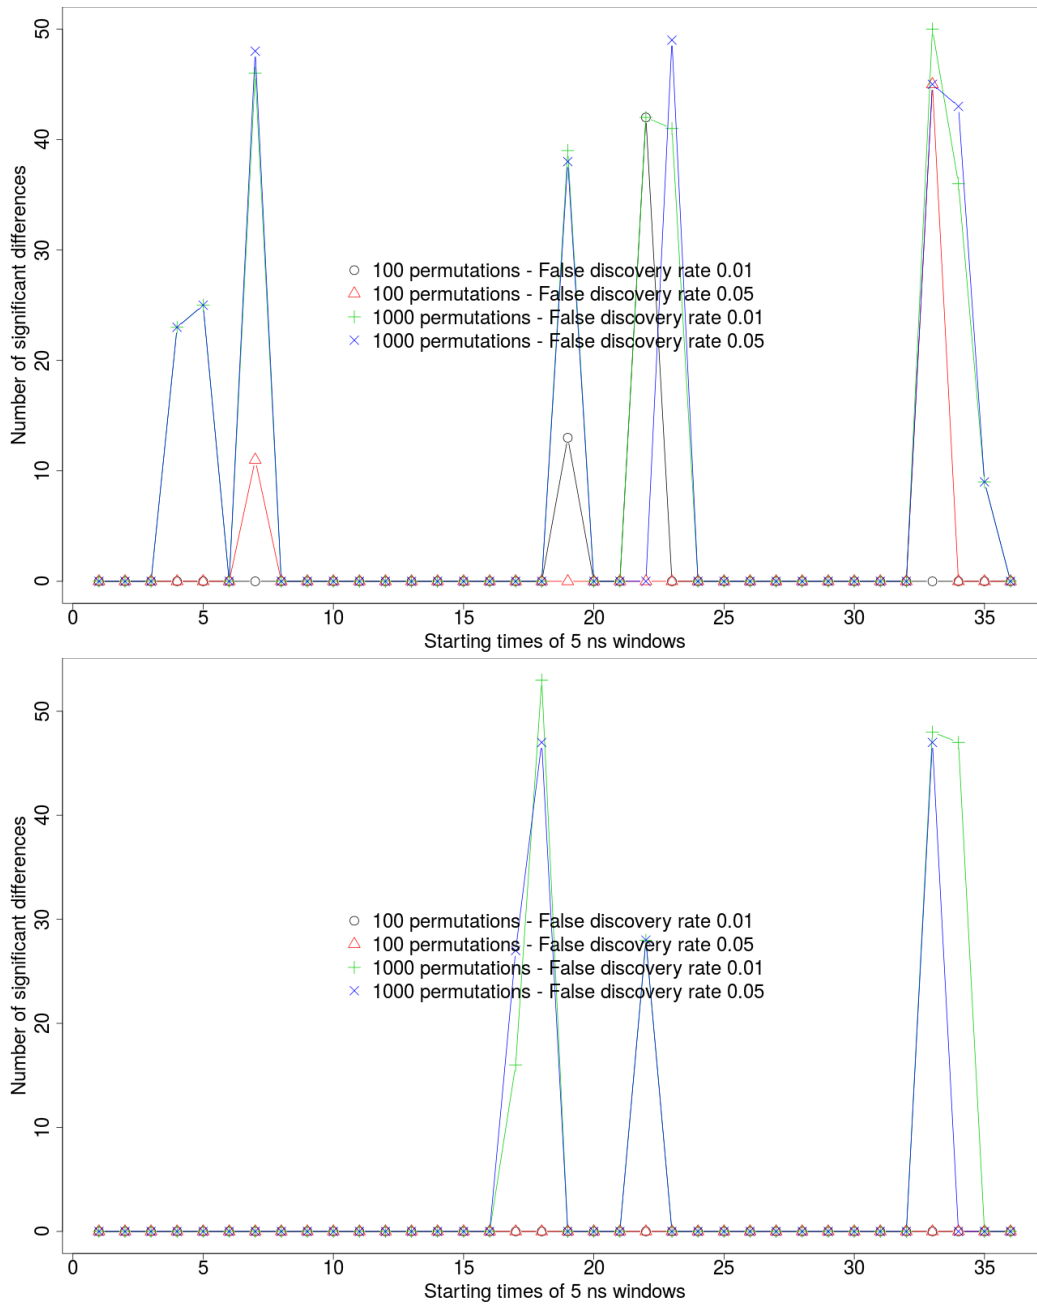 50
40
30
20
10
0
Number of significant differences
100 permutations - False discovery rate 0.01
100 permutations - False discovery rate 0.05
1000 permutations - False discovery rate 0.01
1000 permutations - False discovery rate 0.05
0 5 10 15 20 25 30 35
Starting times of 5 ns windows
50
40
30
20
10
0
Number of significant differences
100 permutations - False discovery rate 0.01
100 permutations - False discovery rate 0.05
1000 permutations - False discovery rate 0.01
1000 permutations - False discovery rate 0.05
0 5 10 15 20 25 30 35
Starting times of 5 ns windows